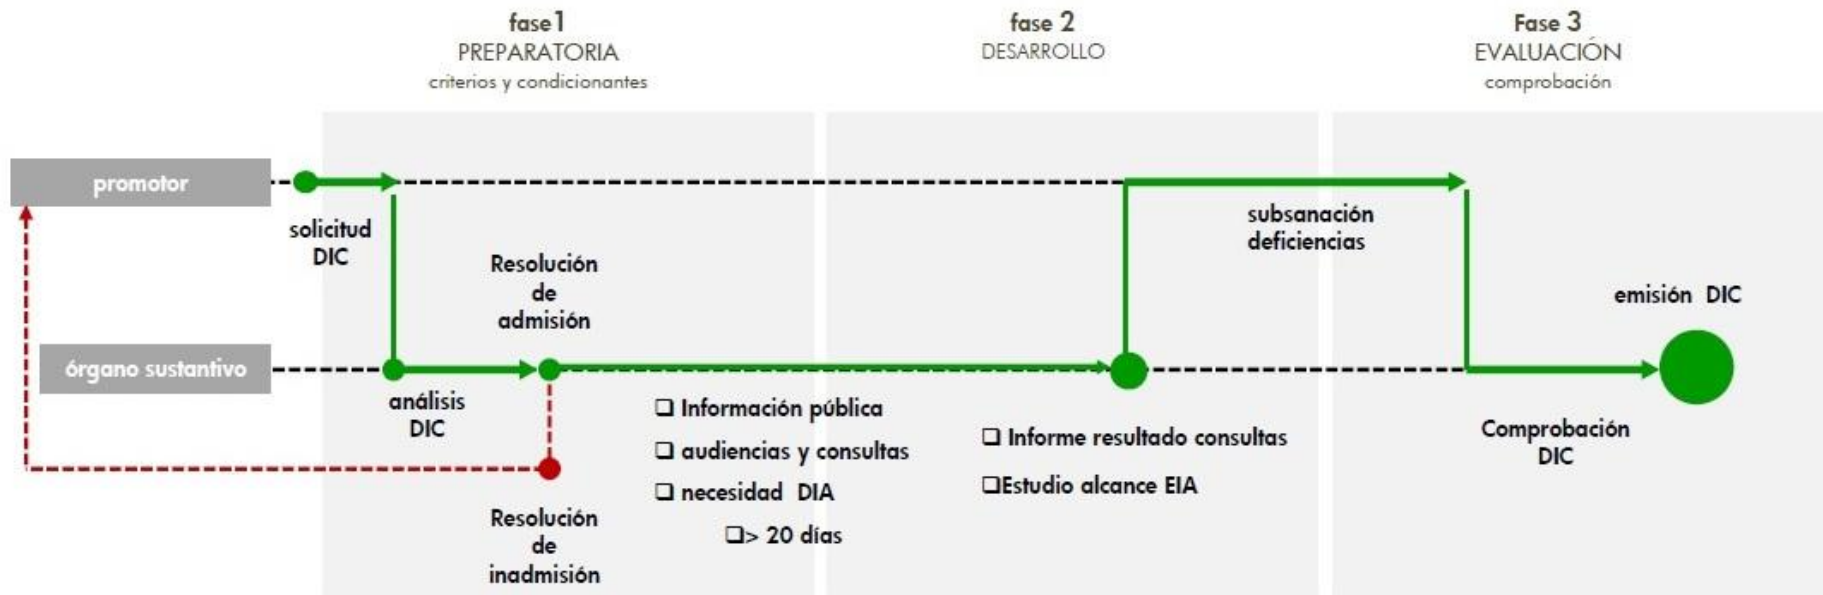 fase1
PREPARATORIA
criterios y condicionantes
fase 2
DESARROLLO
Fase 3
EVALUACIÓN
comprobación
promotor
solicitud
DIC
subsanación
deficiencias
Resolución
de
admisión
emisión DIC
órgano sustantivo
análisis
DIC
❑ Información pública
❑ audiencias y consultas
❑ necesidad DIA
❑> 20 días
❑ Informe resultado consultas
❑Estudio alcance EIA
Comprobación
DIC
Resolución
de
inadmisión